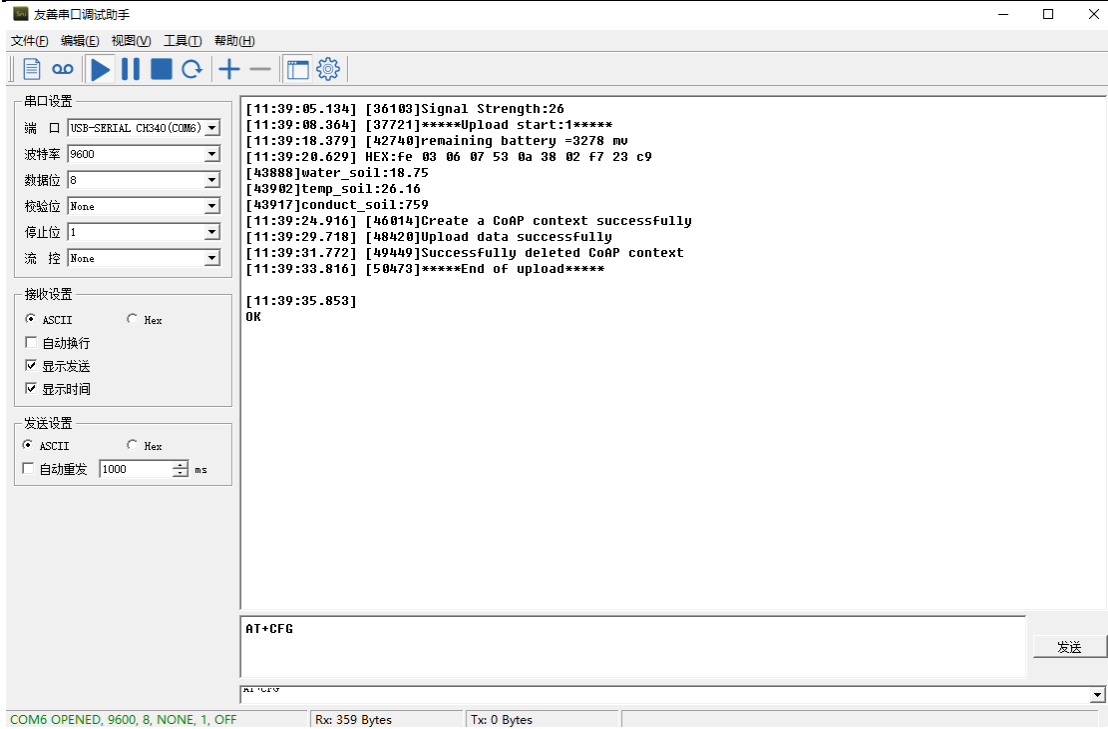 友善串口调试助手
文件(F) 编辑(E) 视图(V) 工具(T) 帮助(H)
串口设置
端 口 USB-SERIAL CH340(COM6)
波特率 9600
数据位 8
校验位 None
停止位 1
流 控 None
接收设置
ASCII Hex
自动换行
显示发送
显示时间
发送设置
ASCII Hex
自动重发 1000 ms
[11:39:05.134] [36103]Signal Strength:26
[11:39:08.364] [37721]*****Upload start:1*****
[11:39:18.379] [42740]remaining battery =3278 mv
[11:39:20.629] HEX:fe 03 06 07 53 0a 38 02 f7 23 c9
[43888]water_soil:18.75
[43902]temp_soil:26.16
[43917]conduct_soil:759
[11:39:24.916] [46014]Create a CoAP context successfully
[11:39:29.718] [48420]Upload data successfully
[11:39:31.772] [49449]Successfully deleted CoAP context
[11:39:33.816] [50473]*****End of upload*****
[11:39:35.853]
OK
AT+CFG
发送
AT+CFG
COM6 OPENED, 9600, 8, NONE, 1, OFF Rx: 359 Bytes Tx: 0 Bytes